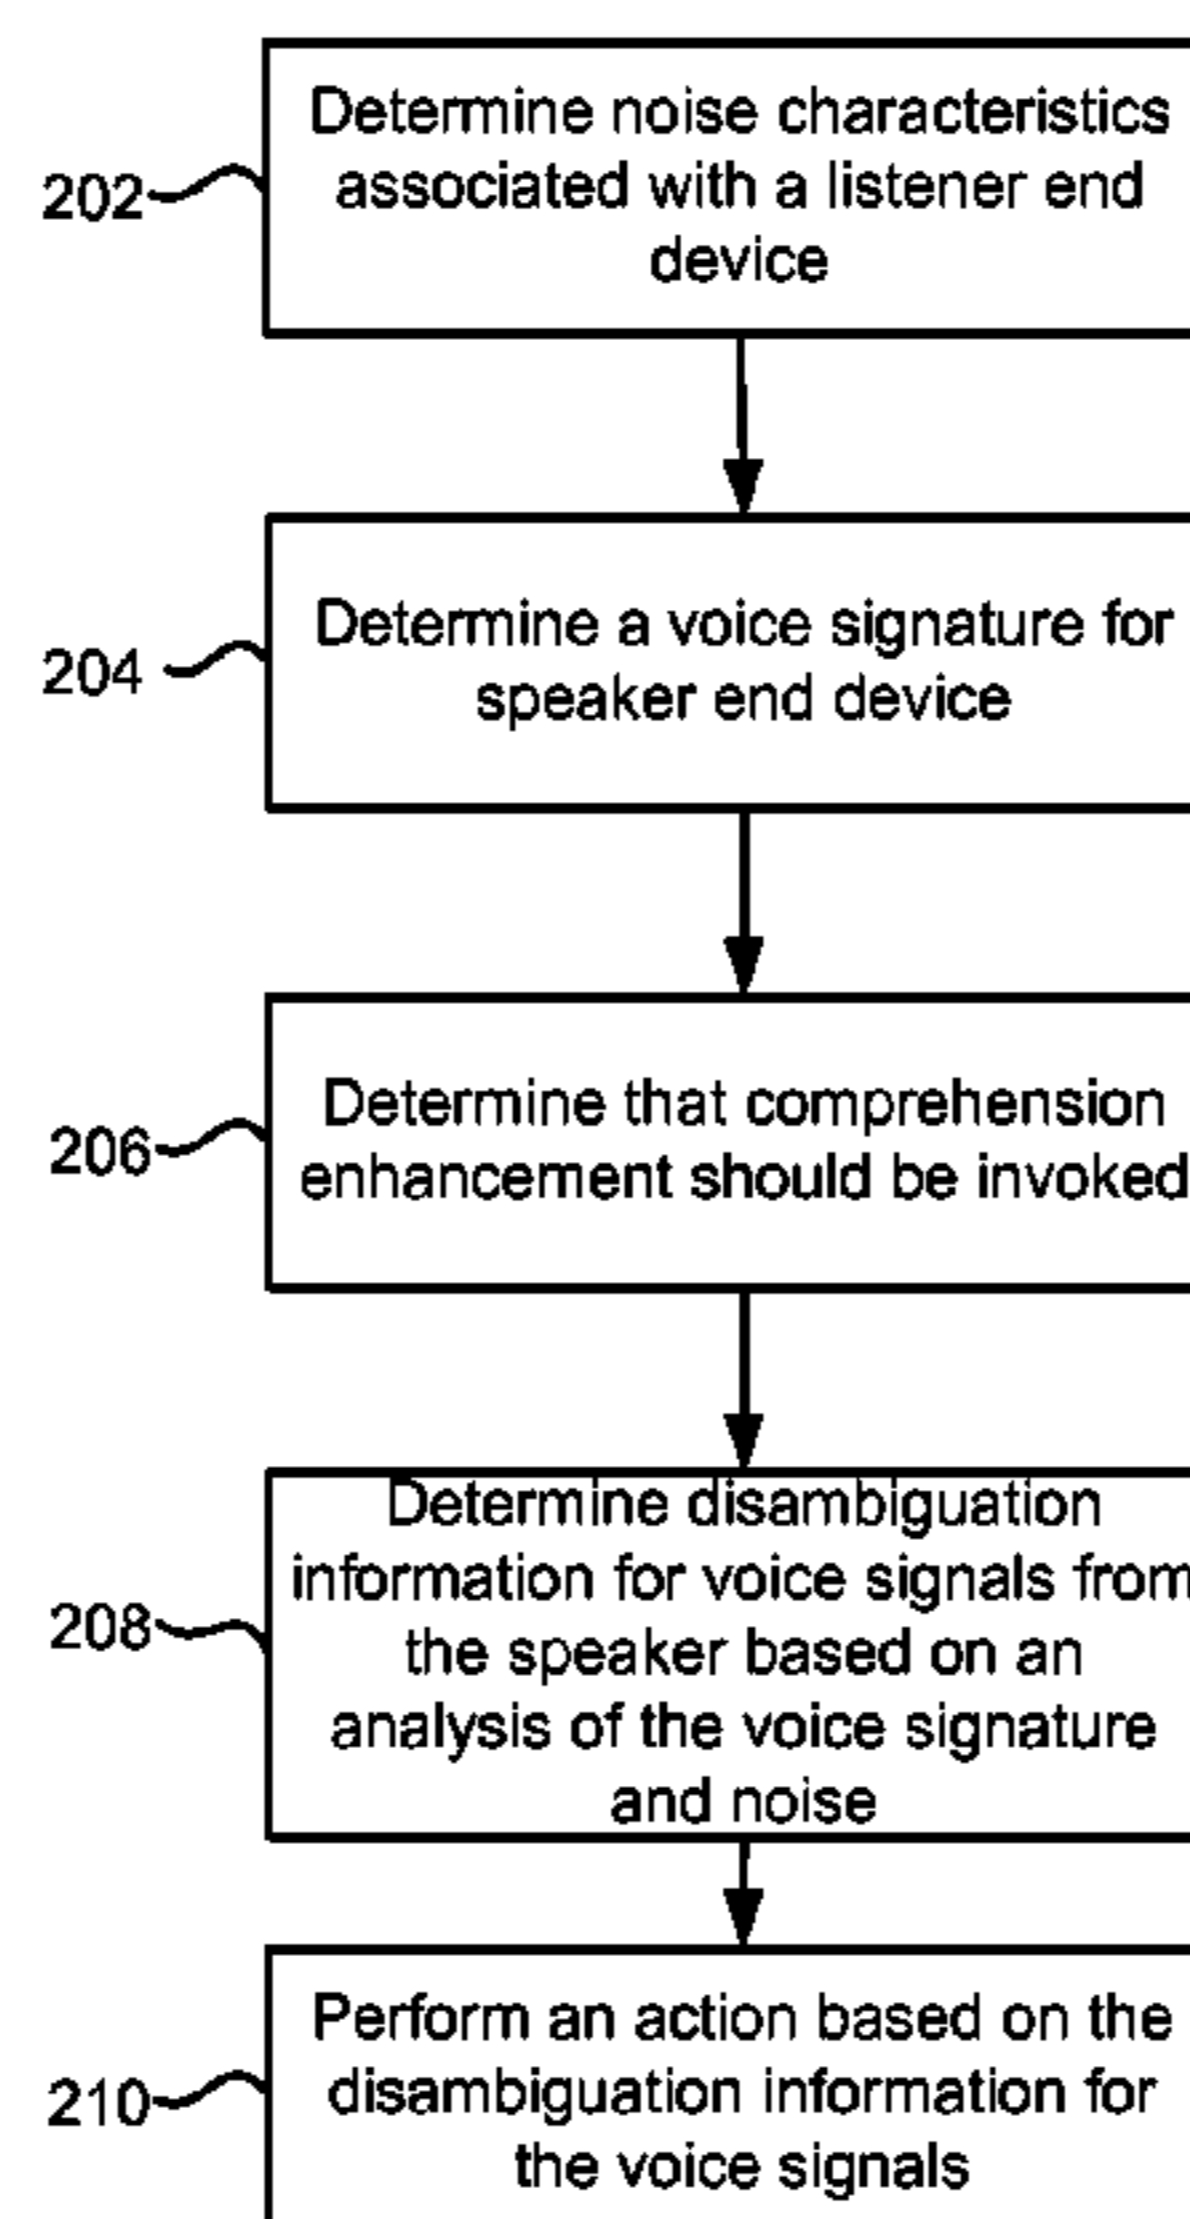 Determine noise characteristics
202
associated with a listener end
device
Determine a voice signature for
204
speaker end device
Determine that comprehension
206
enhancement should be invoked
Determine disambiguation
information for voice signals from
208
the speaker based on an
analysis of the voice signature
and noise
Perform an action based on the
210
disambiguation information for
the voice signals